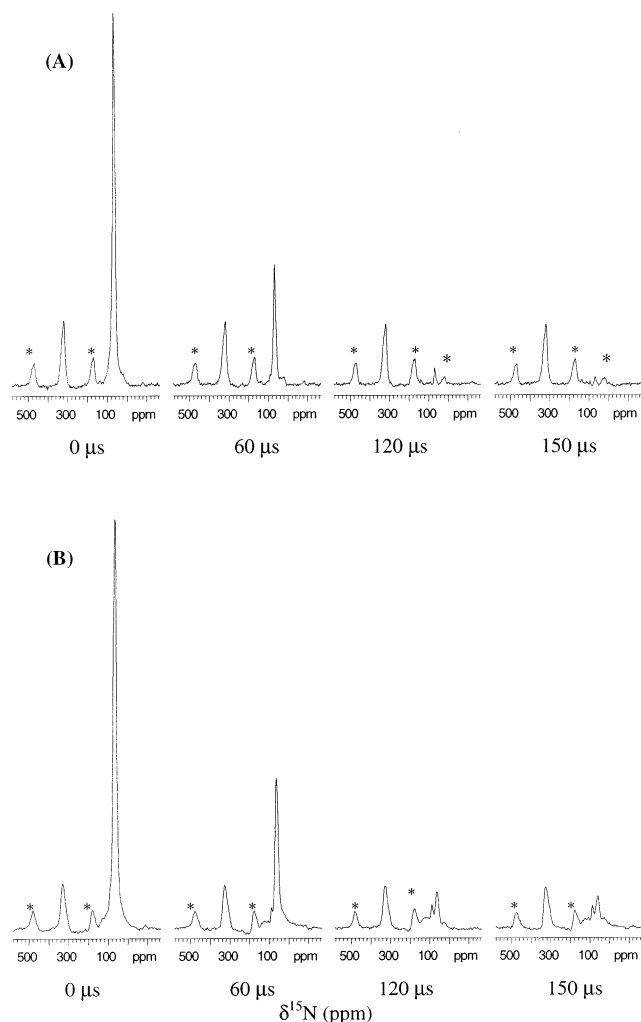 (A)
* * * * * * * *
* *
500 300 100 ppm 500 300 100 ppm 500 300 100 ppm 500 300 100 ppm
0 μs 60 μs 120 μs 150 μs
(B)
* * * * * * * *
500 300 100 ppm 500 300 100 ppm 500 300 100 ppm 500 300 100 ppm
0 μs 60 μs 120 μs 150 μs
δ¹⁵N (ppm)